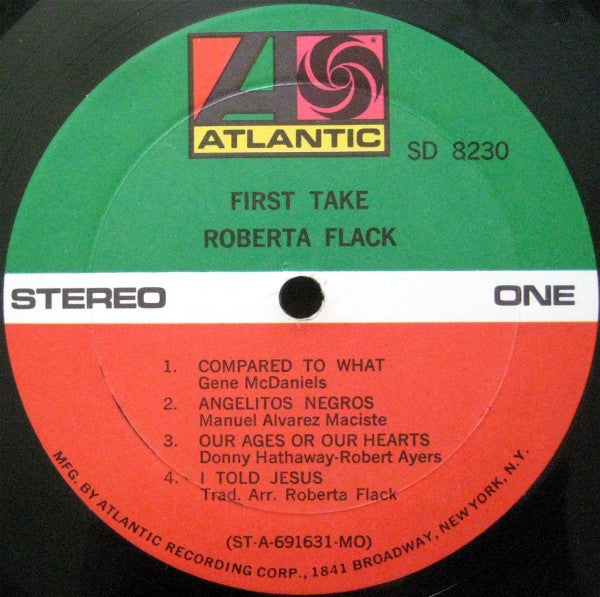 ATLANTIC
SD 8230
FIRST TAKE
ROBERTA FLACK
STEREO
ONE
1. COMPARED TO WHAT
Gene McDaniels
2. ANGELITOS NEGROS
Manuel Alvarez Maciste
3. OUR AGES OR OUR HEARTS
Donny Hathaway-Robert Ayers
4. I TOLD JESUS
Trad. Arr. Roberta Flack
(ST-A-691631-MO)
MFG. BY ATLANTIC RECORDING CORP., 1841 BROADWAY, NEW YORK, N.Y.